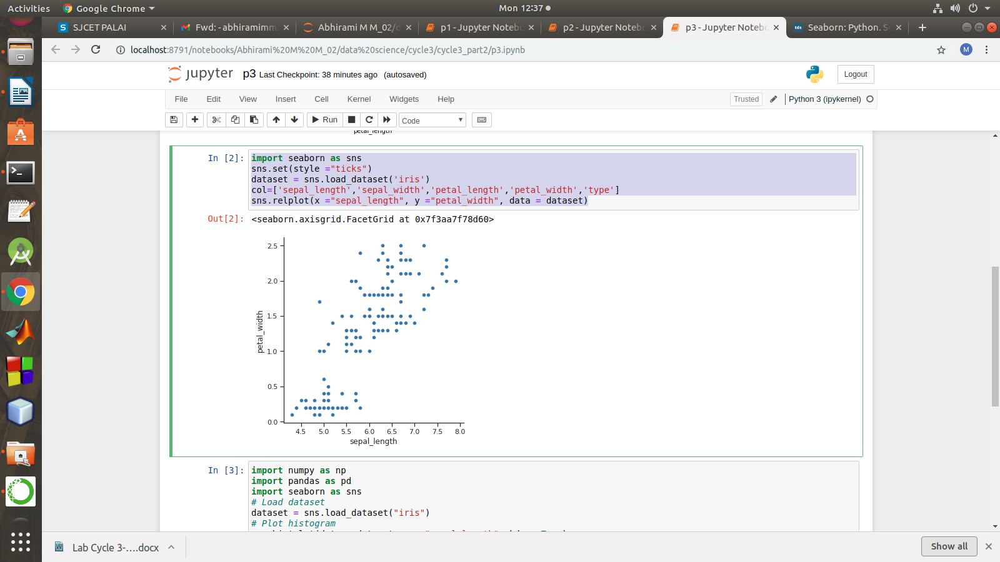 Activities Google Chrome Mon 12:37
SJCET PALAI
Fwd: - abhiramimm
Abhirami M M_02/d
p1 - Jupyter Notebo
p2 - Jupyter Notebo
p3 - Jupyter Notebo
Seaborn: Python. S
localhost:8791/notebooks/Abhirami%20M%20M_02/data%20science/cycle3/cycle3_part2/p3.ipynb
M
jupyter p3 Last Checkpoint: 38 minutes ago (autosaved)
Logout
File Edit View Insert Cell Kernel Widgets Help
Trusted Python 3 (ipykernel)
Run Code
petal_length
In [2]: import seaborn as sns
sns.set(style ="ticks")
dataset = sns.load_dataset('iris')
col=['sepal_length','sepal_width','petal_length','petal_width','type']
sns.relplot(x ="sepal_length", y ="petal_width", data = dataset)
Out[2]: <seaborn.axisgrid.FacetGrid at 0x7f3aa7f78d60>
2.5
2.0
1.5
1.0
0.5
0.0
petal_width
4.5 5.0 5.5 6.0 6.5 7.0 7.5 8.0
sepal_length
In [3]: import numpy as np
import pandas as pd
import seaborn as sns
# Load dataset
dataset = sns.load_dataset("iris")
# Plot histogram
Lab Cycle 3-....docx
Show all